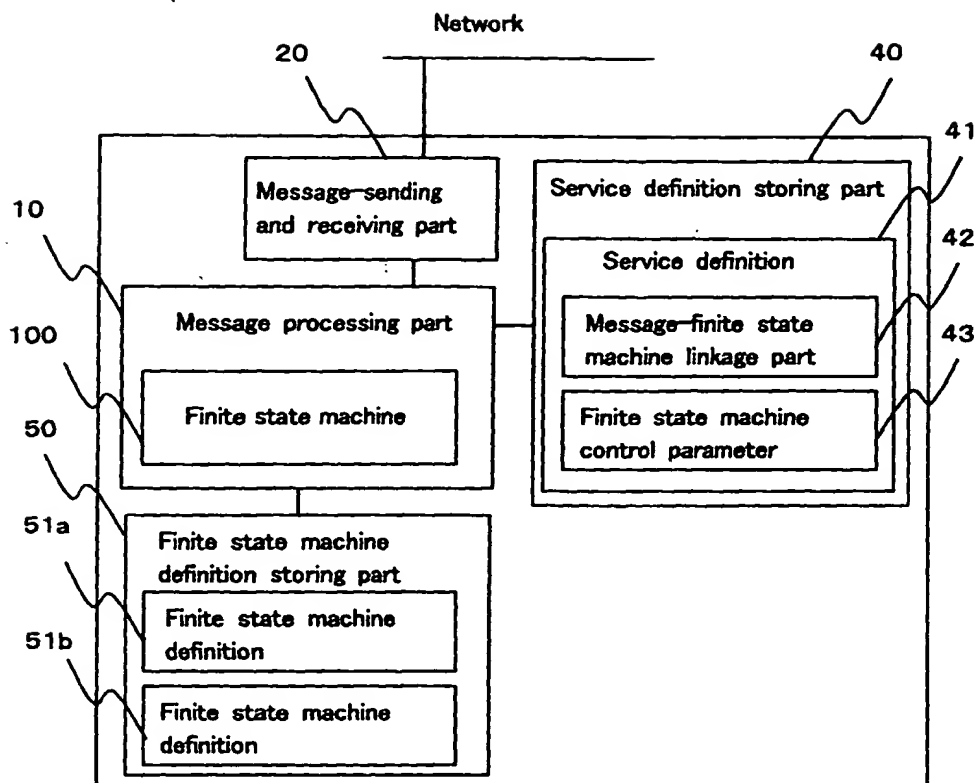 Network
20
40
41
Message sending
and receiving part
Service definition storing part
10
42
Service definition
Message processing part
Message finite state
machine linkage part
43
100
Finite state machine
Finite state machine
control parameter
50
51a
Finite state machine
definition storing part
Finite state machine
definition
51b
Finite state machine
definition